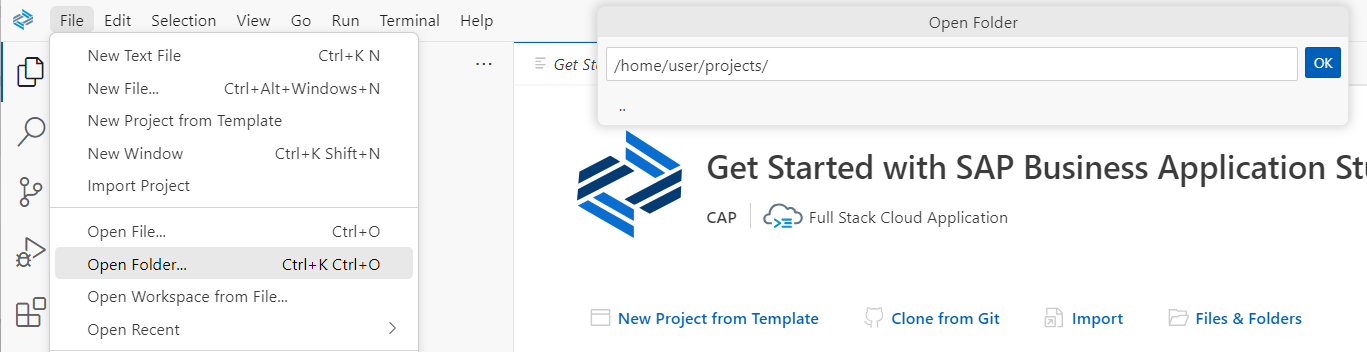 File Edit Selection View Go Run Terminal Help
New Text File Ctrl+K N
New File... Ctrl+Alt+Windows+N
New Project from Template
New Window Ctrl+K Shift+N
Import Project
Open File... Ctrl+O
Open Folder... Ctrl+K Ctrl+O
Open Workspace from File...
Open Recent
Open Folder
/home/user/projects/
OK
..
Get Sta
Get Started with SAP Business Application Stu
CAP Full Stack Cloud Application
New Project from Template Clone from Git Import Files & Folders